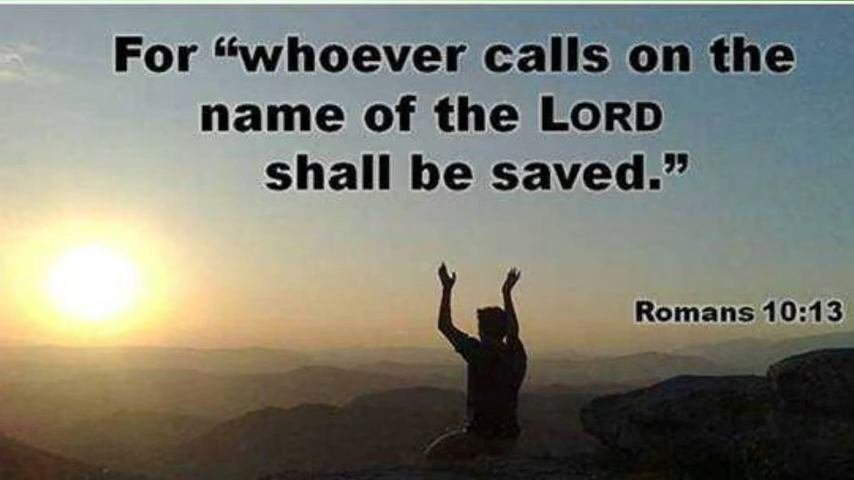 For “whoever calls on the
name of the LORD
shall be saved.”
Romans 10:13